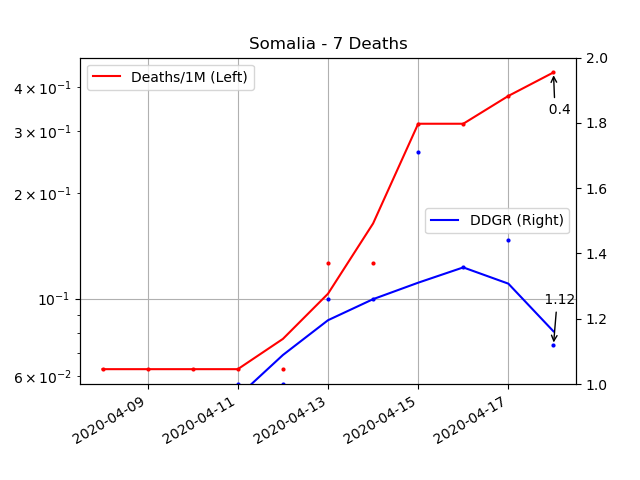 Somalia - 7 Deaths
Deaths/1M (Left)
DDGR (Right)
4 × 10⁻¹
3 × 10⁻¹
2 × 10⁻¹
10⁻¹
6 × 10⁻²
2.0
1.8
1.6
1.4
1.2
1.0
0.4
1.12
2020-04-09
2020-04-11
2020-04-13
2020-04-15
2020-04-17